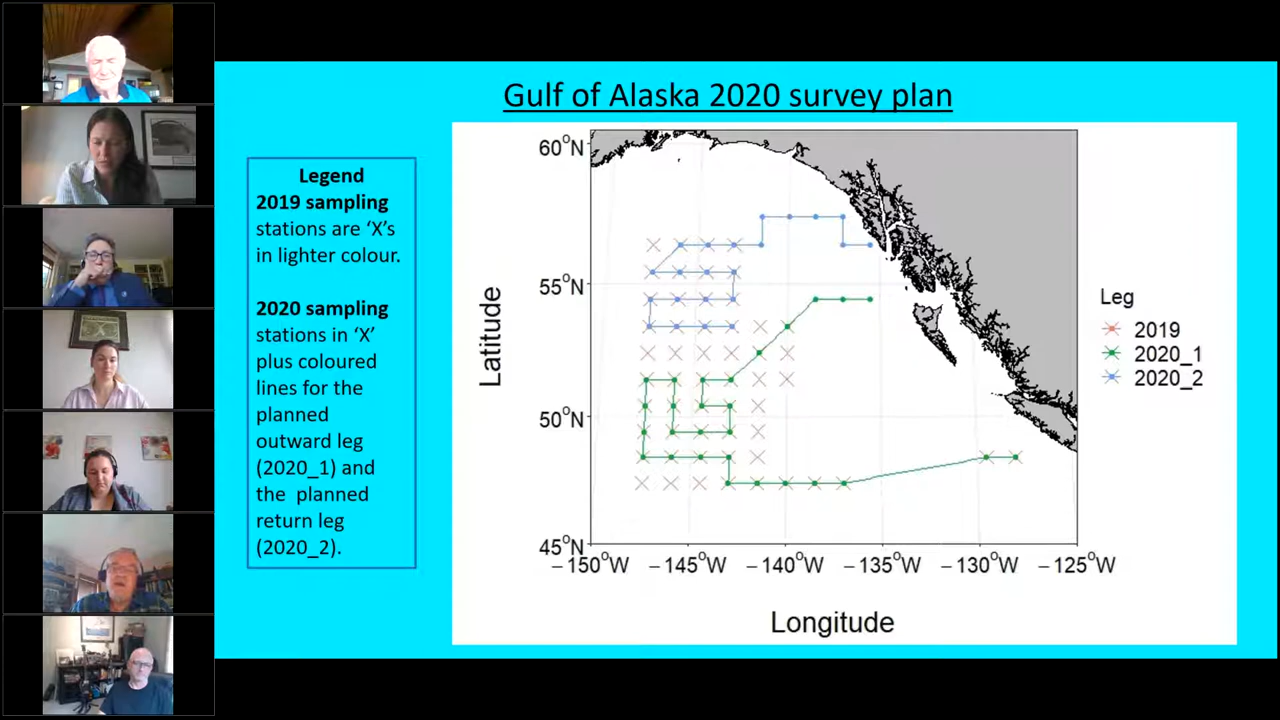 Gulf of Alaska 2020 survey plan
Legend
2019 sampling
stations are ‘X’s
in lighter colour.
2020 sampling
stations in ‘X’
plus coloured
lines for the
planned
outward leg
(2020_1) and
the planned
return leg
(2020_2).
60°N
55°N
50°N
45°N
Latitude
−150°W −145°W −140°W −135°W −130°W −125°W
Longitude
Leg
2019
2020_1
2020_2